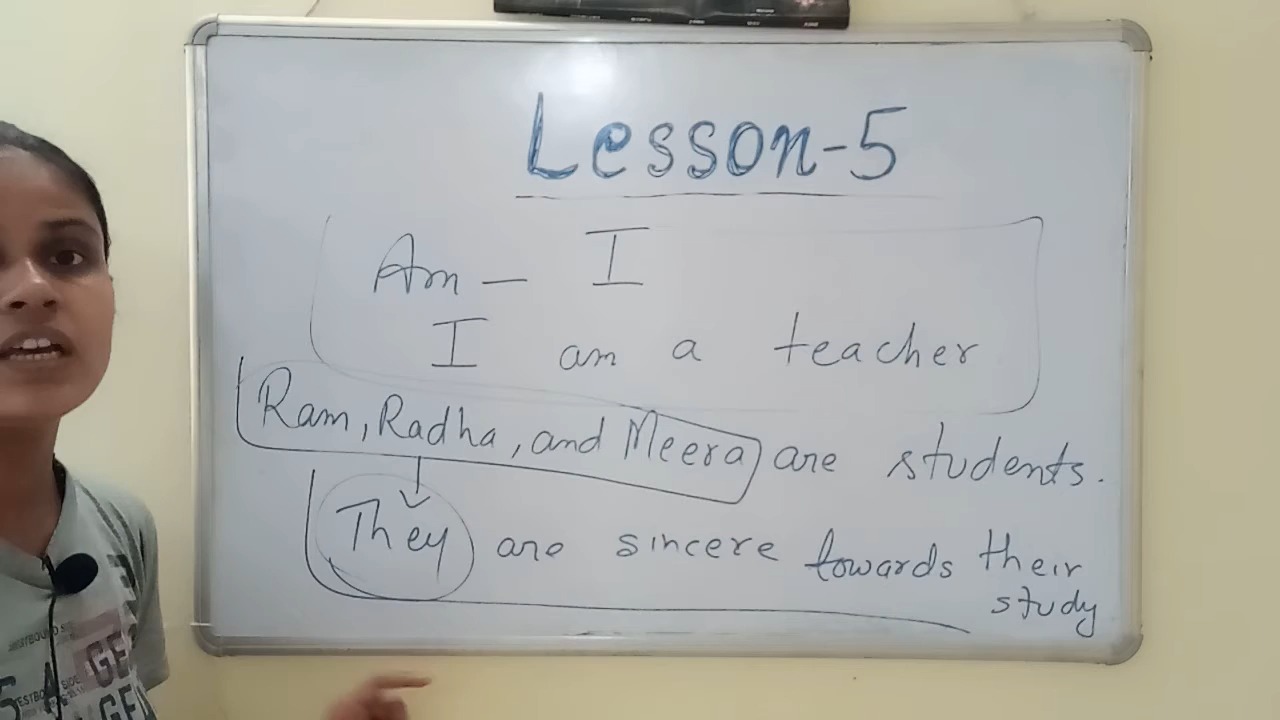 Lesson-5
Am - I
I am a teacher
Ram, Radha, and Meera are students.
They are sincere towards their
study